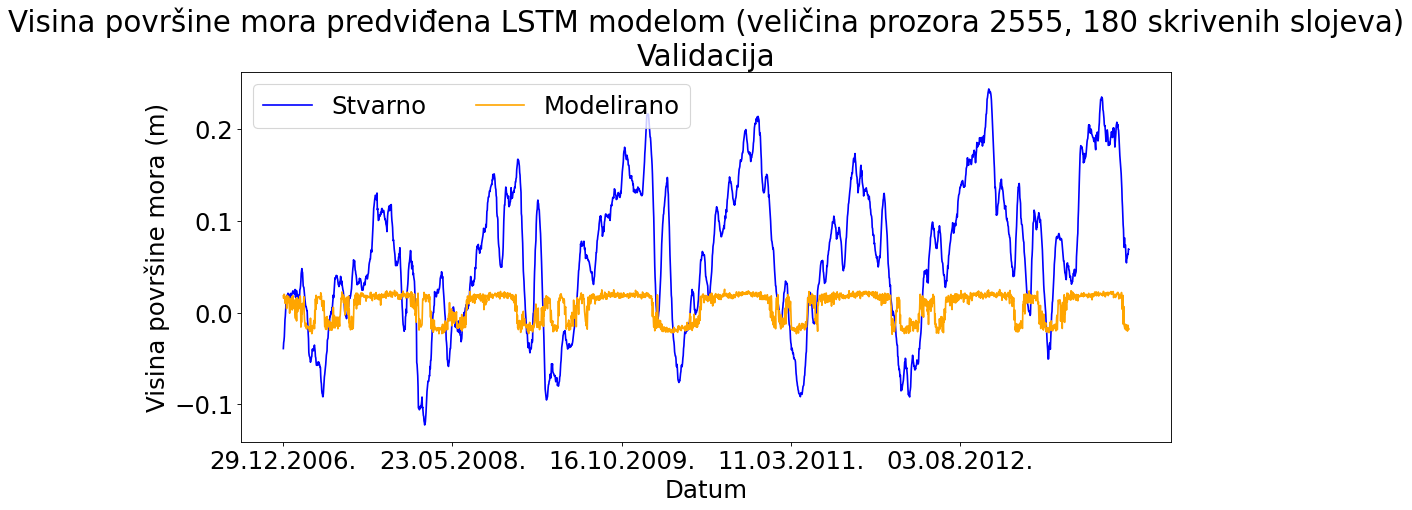 Visina površine mora predviđena LSTM modelom (veličina prozora 2555, 180 skrivenih slojeva)
Validacija
Stvarno Modelirano
Visina površine mora (m)
0.2
0.1
0.0
−0.1
29.12.2006. 23.05.2008. 16.10.2009. 11.03.2011. 03.08.2012.
Datum